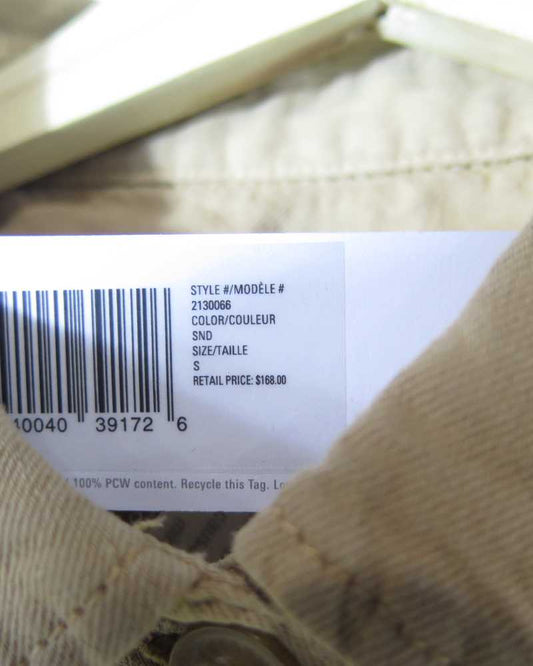 STYLE #/MODÈLE #
2130066
COLOR/COULEUR
SND
SIZE/TAILLE
S
RETAIL PRICE: $168.00
10040 39172 6
100% PCW content. Recycle this Tag.